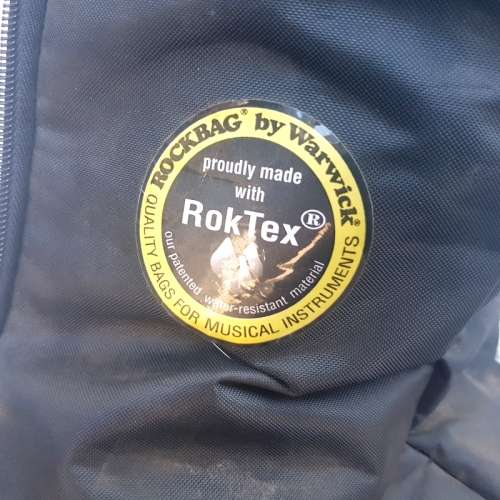 ROCKBAG® by Warwick®
proudly made
with
RokTex®
our patented water-resistant material
QUALITY BAGS FOR MUSICAL INSTRUMENTS